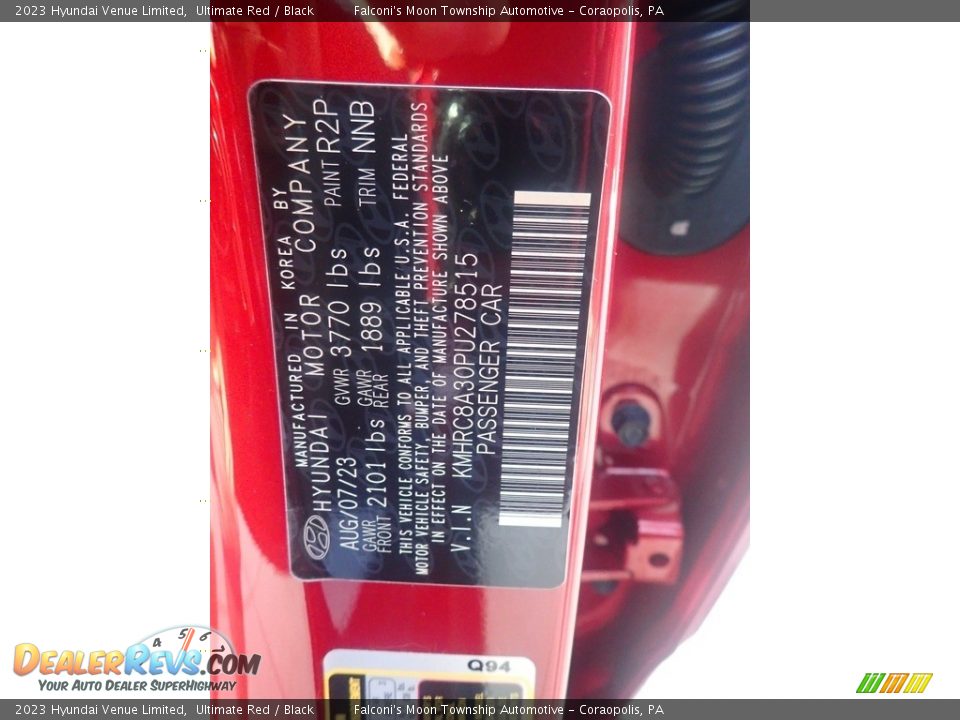 2023 Hyundai Venue Limited, Ultimate Red / Black Falconi's Moon Township Automotive - Coraopolis, PA
MANUFACTURED IN KOREA BY
HYUNDAI MOTOR COMPANY
AUG/07/23 GVWR 3770 lbs PAINT R2P
GAWR FRONT 2101 lbs GAWR REAR 1889 lbs TRIM NNB
THIS VEHICLE CONFORMS TO ALL APPLICABLE U.S.A. FEDERAL
MOTOR VEHICLE SAFETY, BUMPER, AND THEFT PREVENTION STANDARDS
IN EFFECT ON THE DATE OF MANUFACTURE SHOWN ABOVE
V.I.N KMHRC8A30PU278515
PASSENGER CAR
Q94
4 5 6
DEALERREVS.COM
YOUR AUTO DEALER SUPERHIGHWAY
2023 Hyundai Venue Limited, Ultimate Red / Black Falconi's Moon Township Automotive - Coraopolis, PA